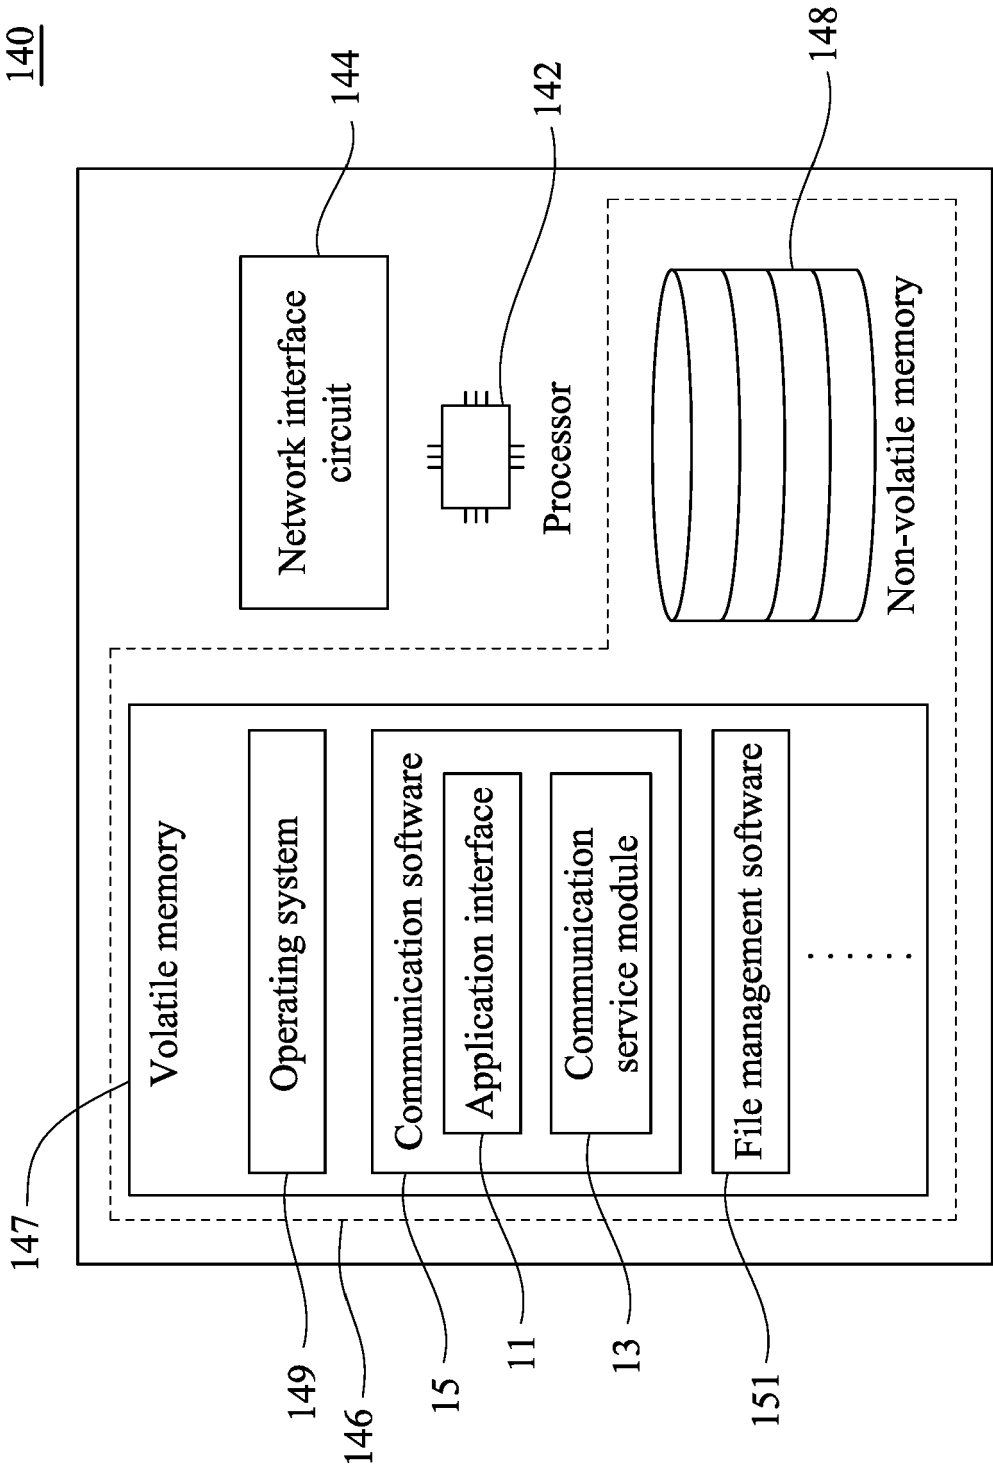 140
147
Volatile memory
149
Operating system
146
15
Communication software
11
Application interface
13
Communication
service module
151
File management software
......
Network interface
circuit
144
Processor
142
148
Non-volatile memory